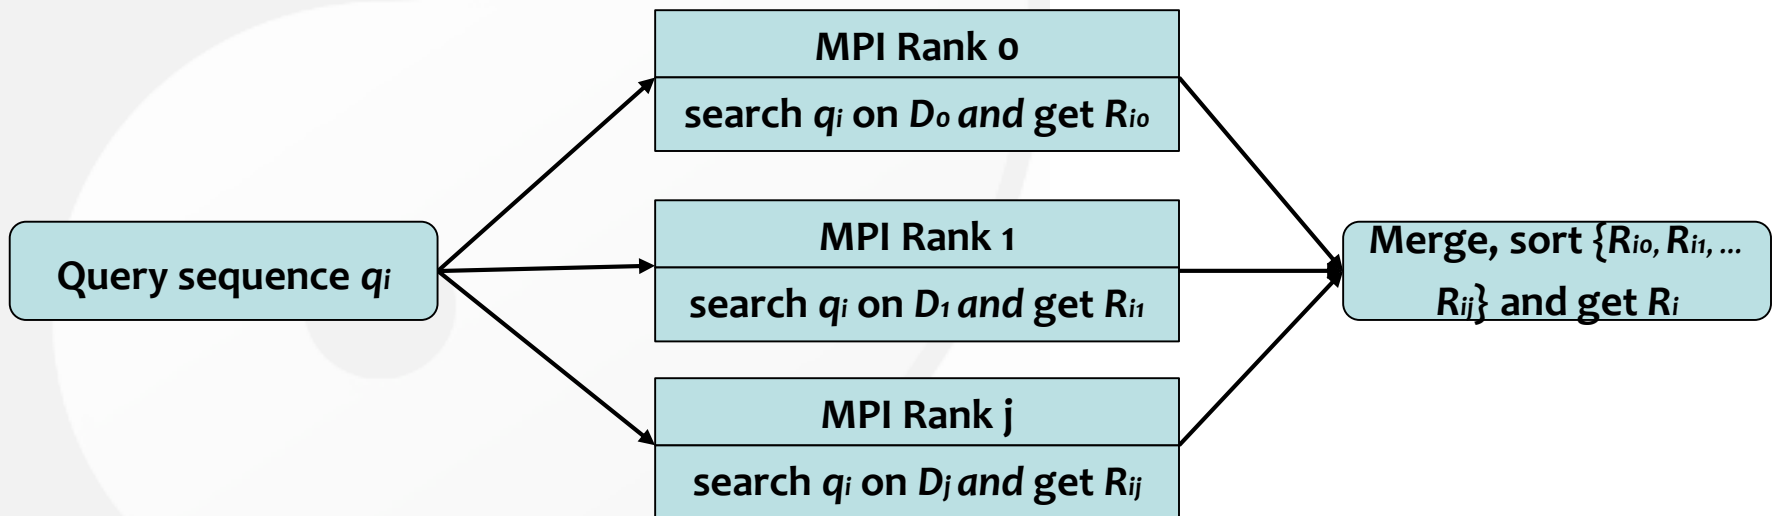 MPI Rank 0
search qi on D0 and get Ri0
Query sequence qi
MPI Rank 1
search qi on D1 and get Ri1
Merge, sort {Ri0, Ri1, ...
Rij} and get Ri
MPI Rank j
search qi on Dj and get Rij